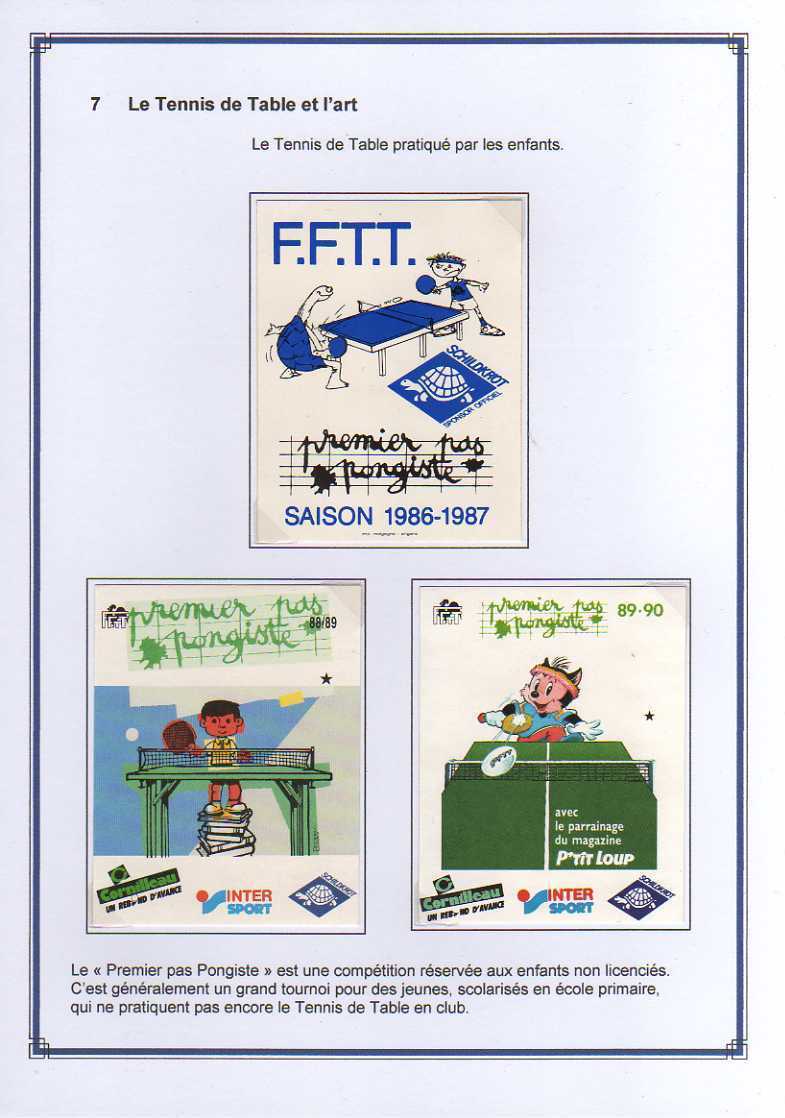 7 Le Tennis de Table et l'art
Le Tennis de Table pratiqué par les enfants.
F.F.T.T.
SCHILDKROT
SPONSOR OFFICIEL
premier pas
pongiste
SAISON 1986-1987
FFTT
premier pas
pongiste
88/89
Cornilleau
UN REBOND D'AVANCE
INTER
SPORT
SCHILDKROT
FFTT
premier pas
pongiste
89-90
avec
le parrainage
du magazine
P'TIT LOUP
Cornilleau
UN REBOND D'AVANCE
INTER
SPORT
SCHILDKROT
Le « Premier pas Pongiste » est une compétition réservée aux enfants non licenciés.
C'est généralement un grand tournoi pour des jeunes, scolarisés en école primaire,
qui ne pratiquent pas encore le Tennis de Table en club.